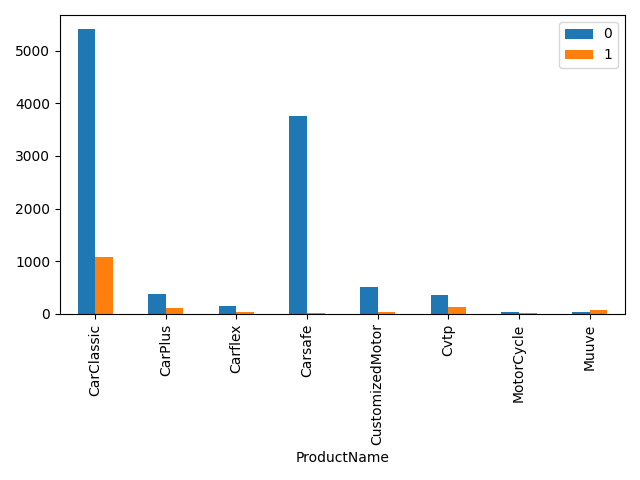 5000
4000
3000
2000
1000
0
0
1
CarClassic
CarPlus
Carflex
Carsafe
CustomizedMotor
Cvtp
MotorCycle
Muuve
ProductName